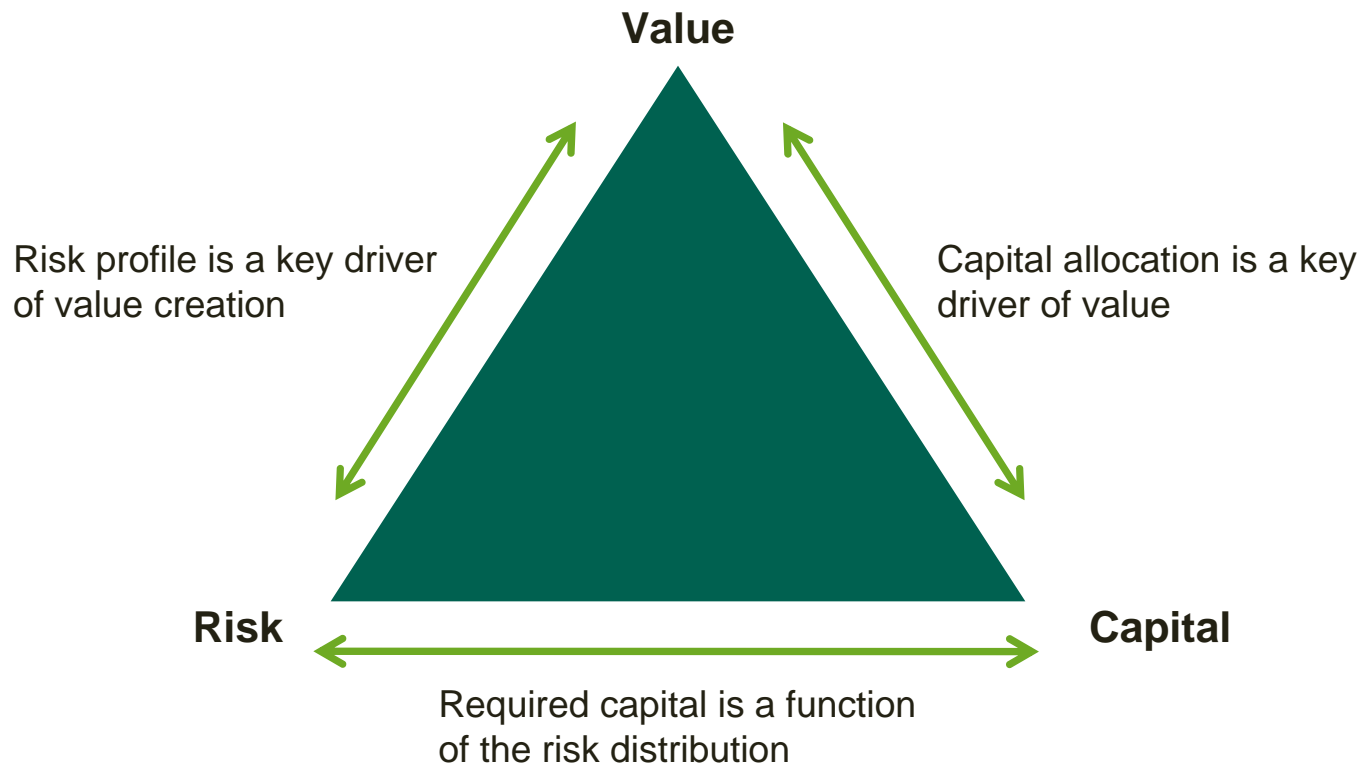 Value
Risk profile is a key driver
of value creation
Capital allocation is a key
driver of value
Risk
Capital
Required capital is a function
of the risk distribution